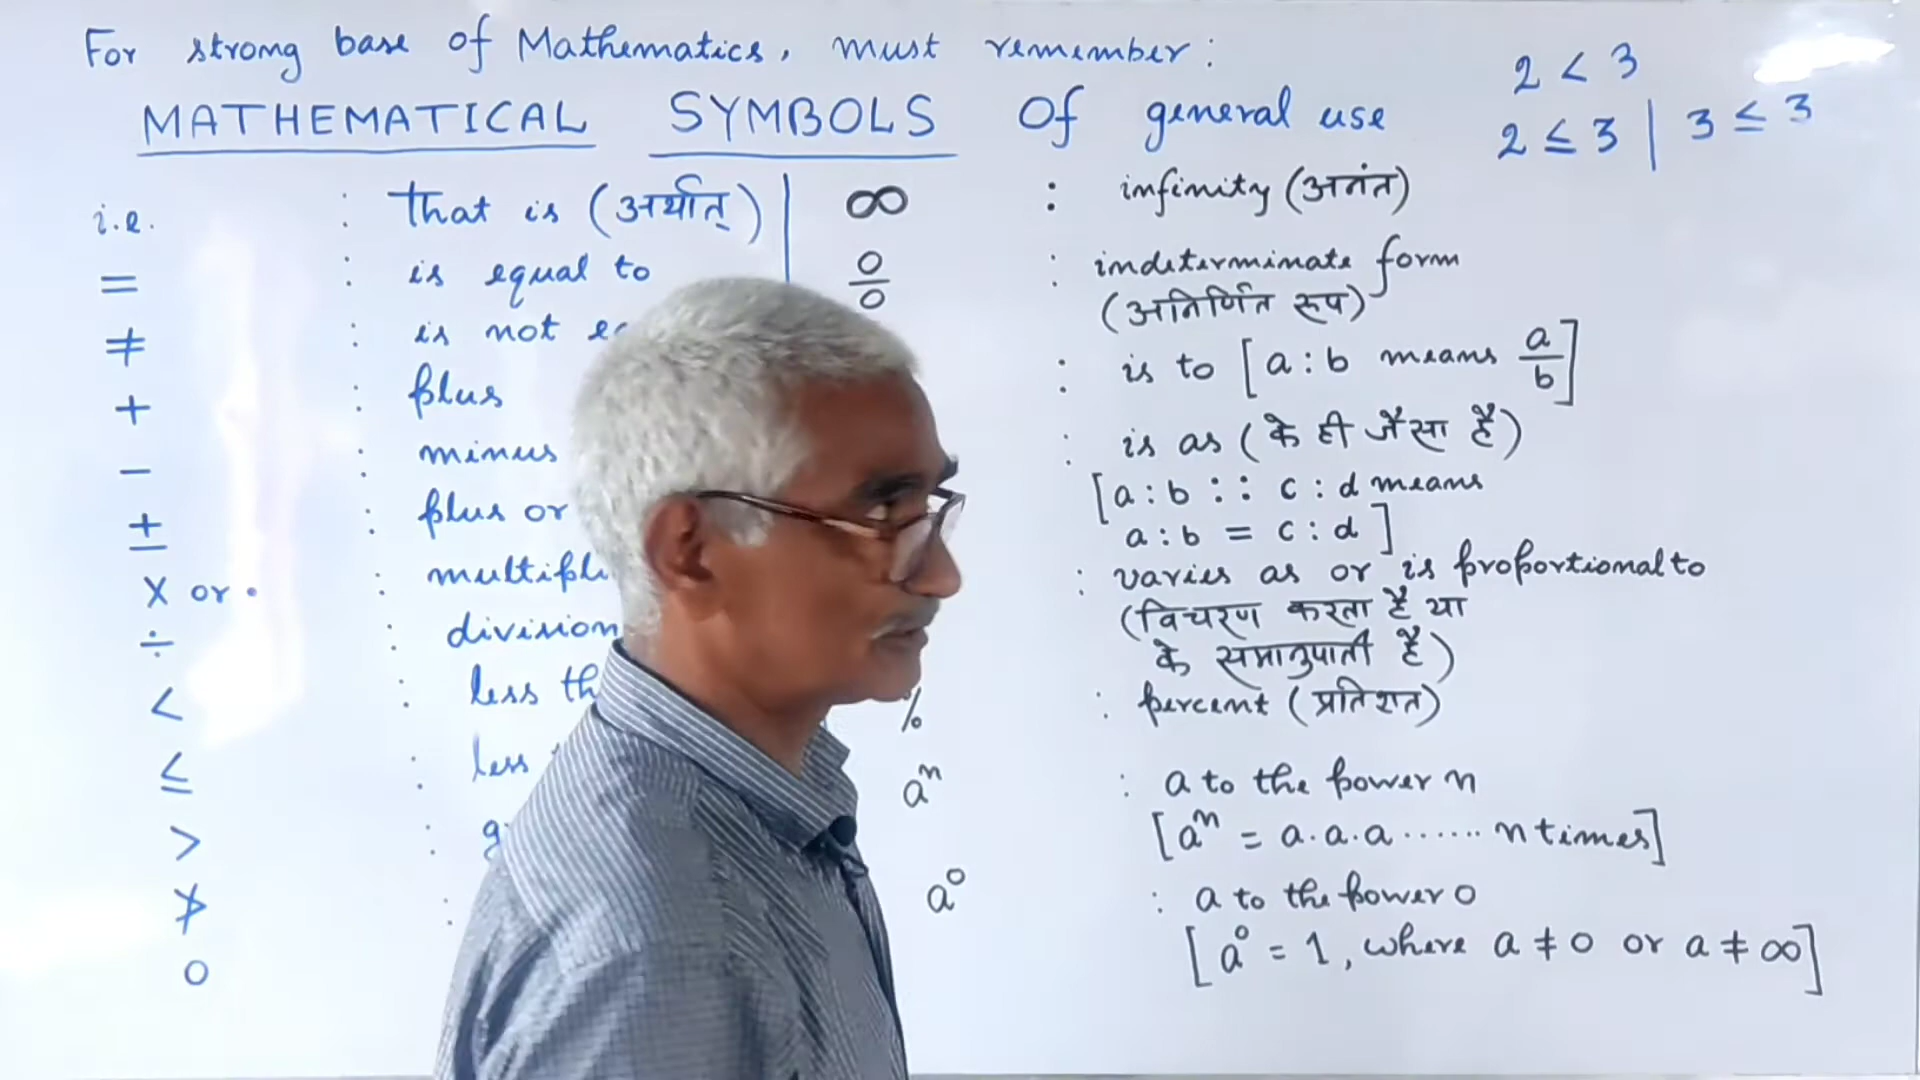 For strong base of Mathematics, must remember:
MATHEMATICAL SYMBOLS Of general use
2 < 3
2 ≤ 3 | 3 ≤ 3
i.e. : that is (अर्थात्)
= : is equal to
≠ : is not
+ : plus
− : minus
± : plus or
× or • :
÷ : division
< : less
≤ : less
> :
≯ :
0
∞ : infinity (अनंत)
0/0 : indeterminate form
(अनिर्णित रूप)
: is to [a : b means a/b]
: is as (के ही जैसा है)
[a : b : : c : d means
a : b = c : d]
: varies as or is proportional to
(विचरण करता है या
के समानुपाती है)
% : percent (प्रतिशत)
aⁿ : a to the power n
[aⁿ = a.a.a ....... n times]
a⁰ : a to the power 0
[a⁰ = 1, where a ≠ 0 or a ≠ ∞]